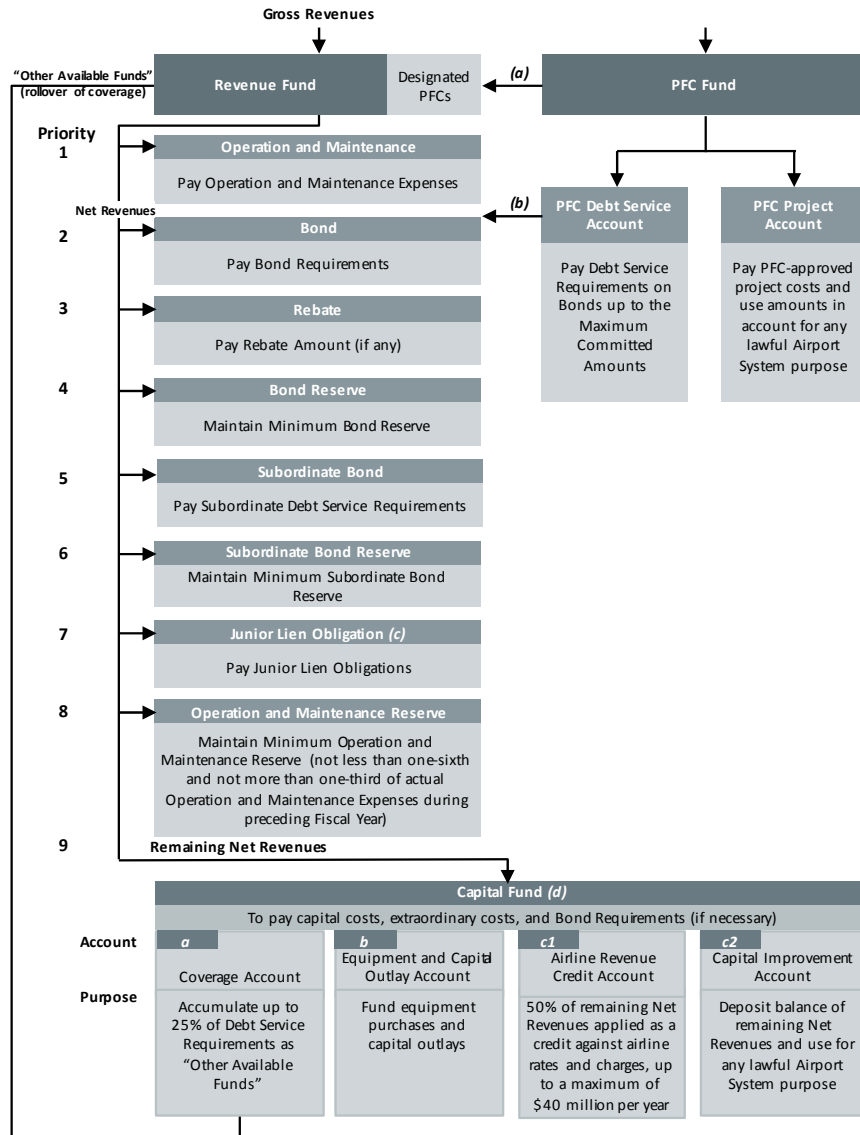 Gross Revenues
"Other Available Funds"
(rollover of coverage)
Revenue Fund
Designated
PFCs
(a)
PFC Fund
Priority
1
Operation and Maintenance
Pay Operation and Maintenance Expenses
Net Revenues
(b)
PFC Debt Service
Account
Pay Debt Service
Requirements on
Bonds up to the
Maximum
Committed
Amounts
PFC Project
Account
Pay PFC-approved
project costs and
use amounts in
account for any
lawful Airport
System purpose
2
Bond
Pay Bond Requirements
3
Rebate
Pay Rebate Amount (if any)
4
Bond Reserve
Maintain Minimum Bond Reserve
5
Subordinate Bond
Pay Subordinate Debt Service Requirements
6
Subordinate Bond Reserve
Maintain Minimum Subordinate Bond
Reserve
7
Junior Lien Obligation (c)
Pay Junior Lien Obligations
8
Operation and Maintenance Reserve
Maintain Minimum Operation and
Maintenance Reserve (not less than one-sixth
and not more than one-third of actual
Operation and Maintenance Expenses during
preceding Fiscal Year)
9
Remaining Net Revenues
Capital Fund (d)
To pay capital costs, extraordinary costs, and Bond Requirements (if necessary)
Account
a
Coverage Account
b
Equipment and Capital
Outlay Account
c1
Airline Revenue
Credit Account
c2
Capital Improvement
Account
Purpose
Accumulate up to
25% of Debt Service
Requirements as
"Other Available
Funds"
Fund equipment
purchases and
capital outlays
50% of remaining Net
Revenues applied as a
credit against airline
rates and charges, up
to a maximum of
$40 million per year
Deposit balance of
remaining Net
Revenues and use for
any lawful Airport
System purpose